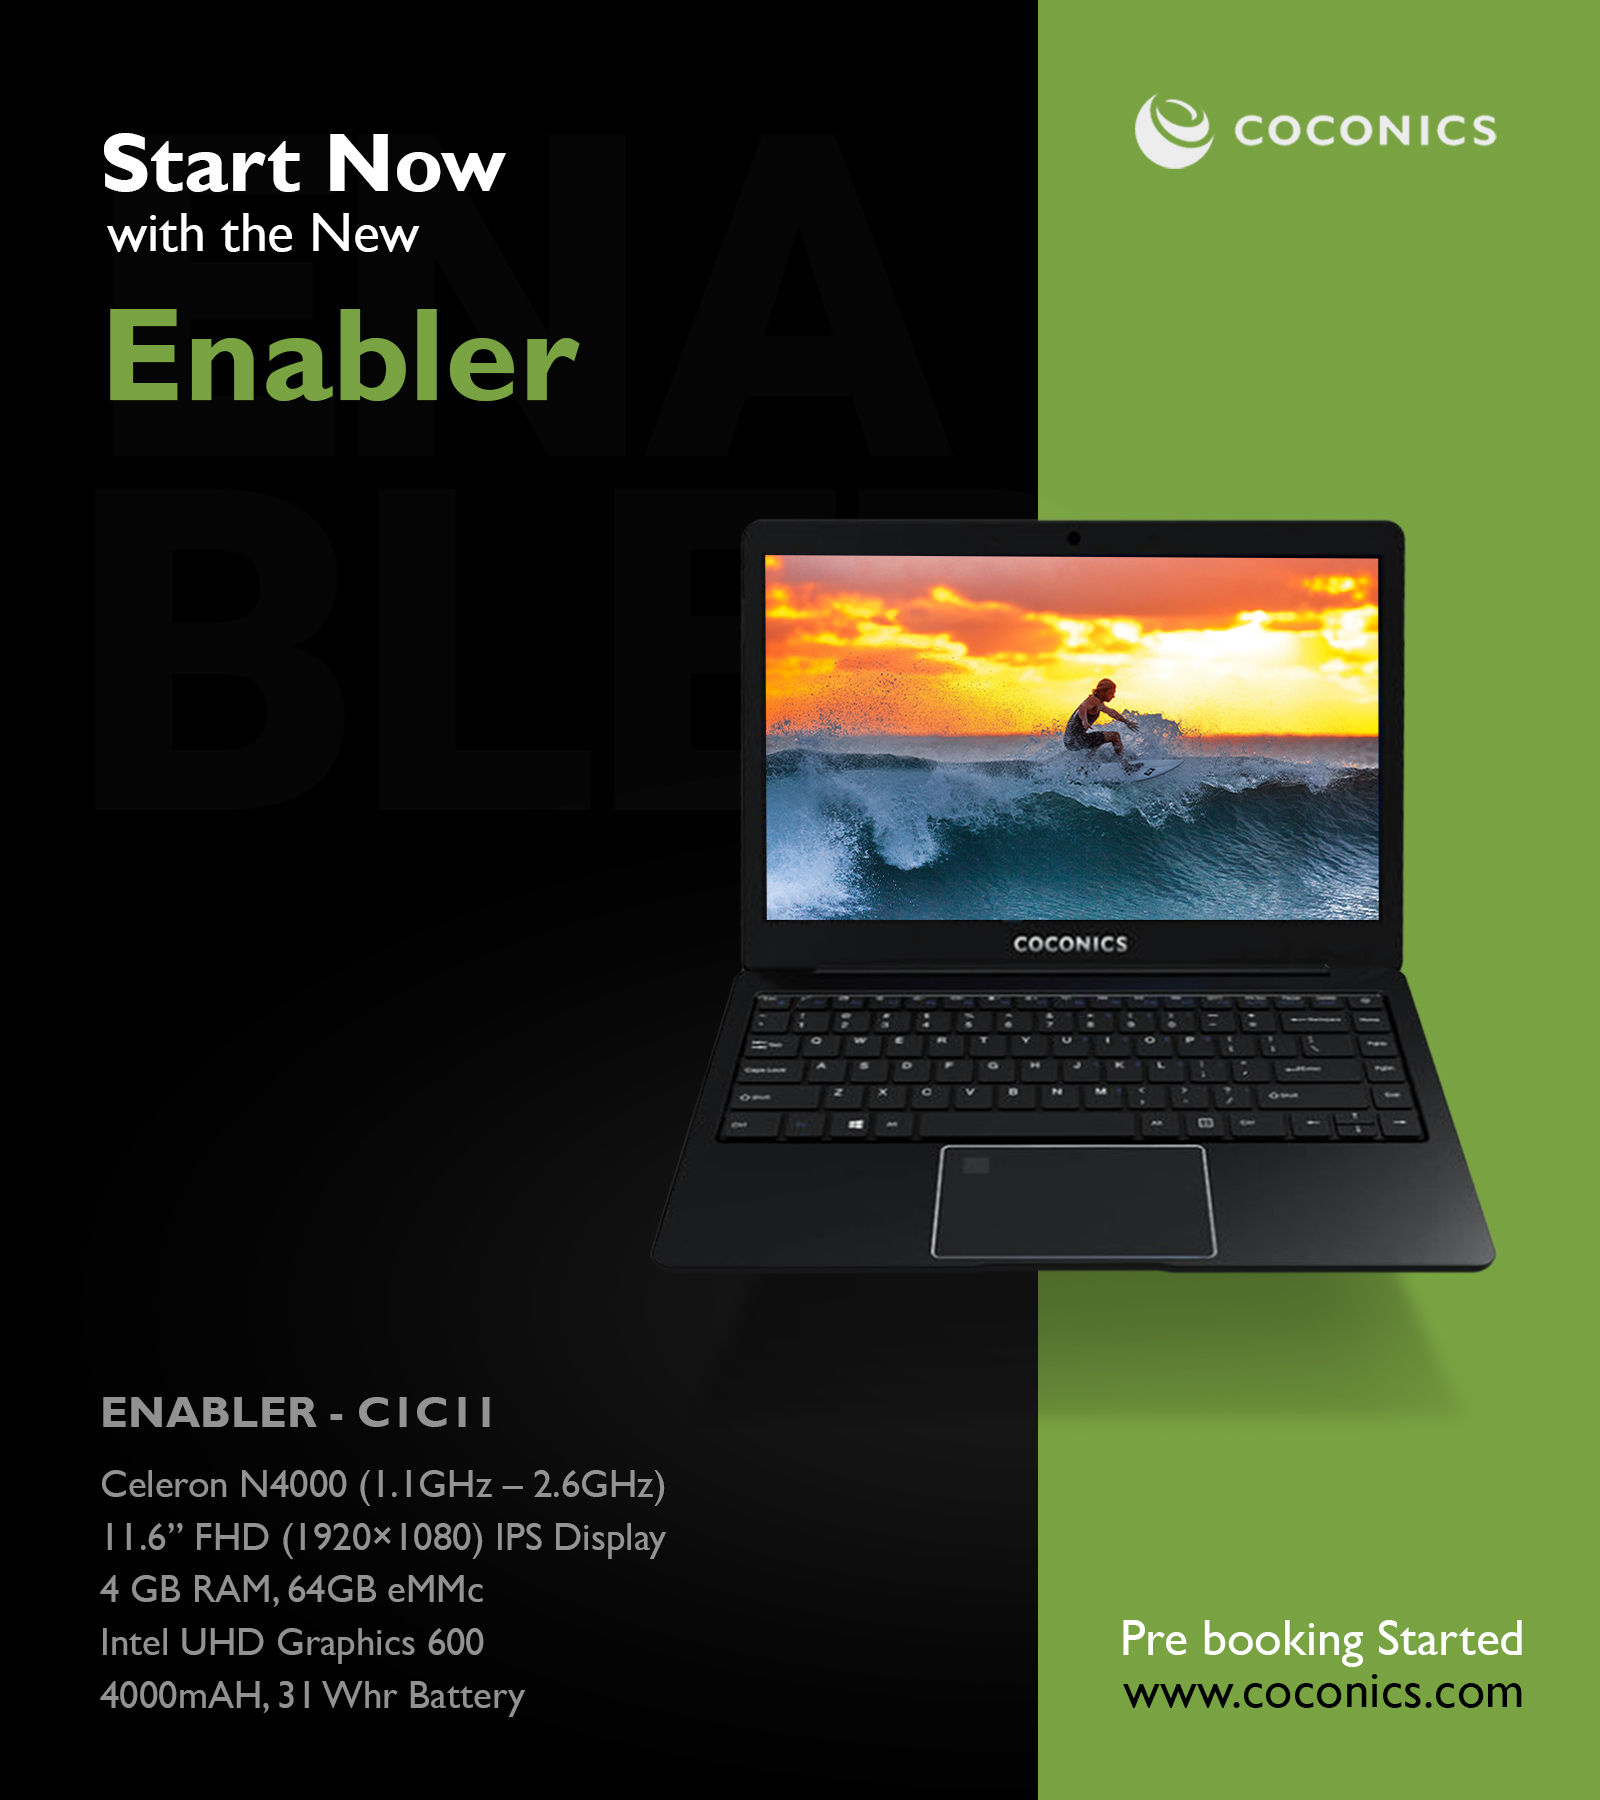 Start Now
with the New
Enabler
COCONICS
ENA
BLER
COCONICS
Q W E R T Y U I O P
A S D F G H J K L
Z X C V B N M
ENABLER - C1C11
Celeron N4000 (1.1GHz – 2.6GHz)
11.6” FHD (1920×1080) IPS Display
4 GB RAM, 64GB eMMc
Intel UHD Graphics 600
4000mAH, 31 Whr Battery
Pre booking Started
www.coconics.com